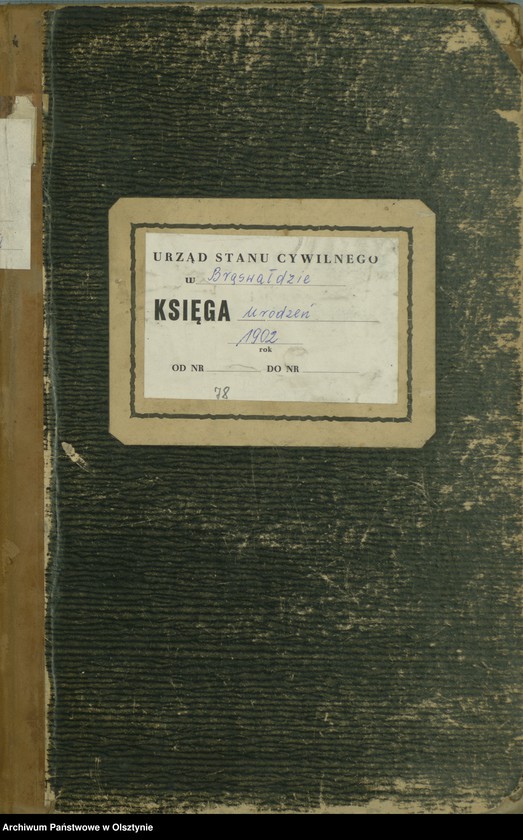 URZĄD STANU CYWILNEGO
w Brąswałdzie
KSIĘGA urodzeń
1902
rok
OD NR DO NR
78
Archiwum Państwowe w Olsztynie